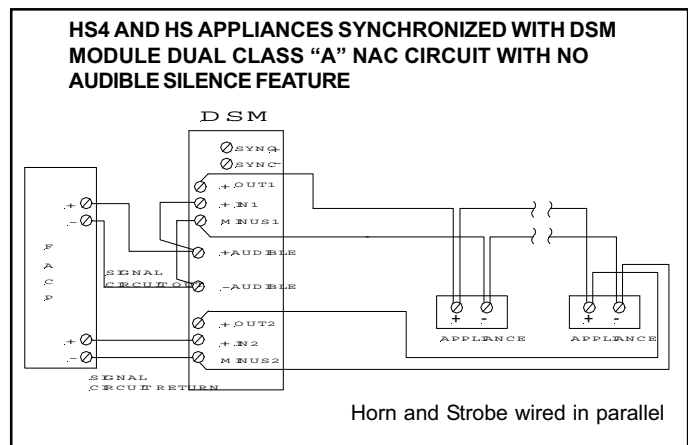 HS4 AND HS APPLIANCES SYNCHRONIZED WITH DSM
MODULE DUAL CLASS “A” NAC CIRCUIT WITH NO
AUDIBLE SILENCE FEATURE
DSM
SYNC+
SYNC-
+OUT1
+IN1
MINUS1
+AUDIBLE
-AUDIBLE
+OUT2
+IN2
MINUS2
+
-
FACP
+
-
SIGNAL
CIRCUIT OUT
SIGNAL
CIRCUIT RETURN
+ -
APPLIANCE
+ -
APPLIANCE
Horn and Strobe wired in parallel